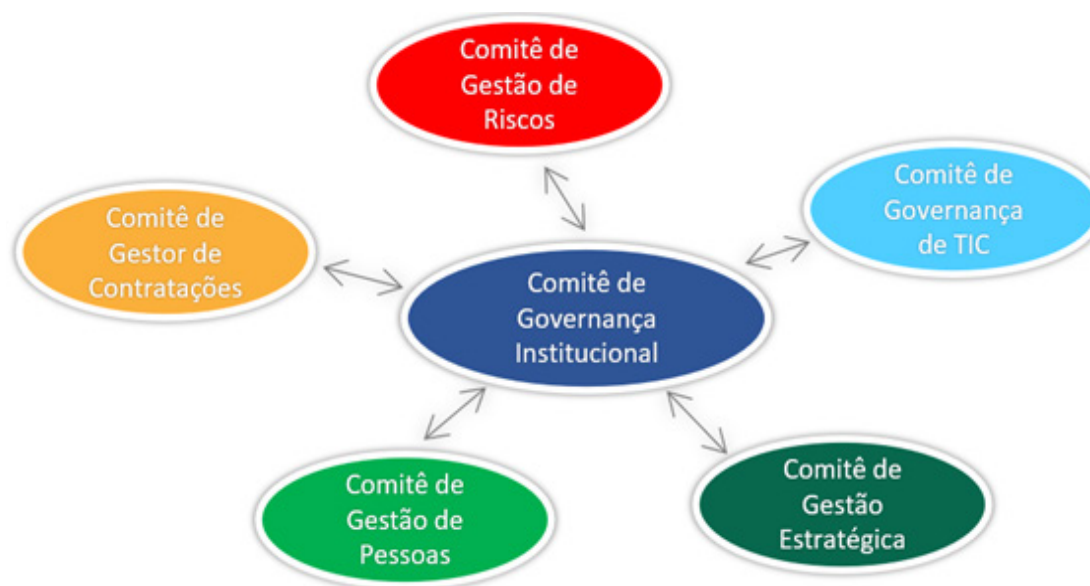 Comitê de
Gestão de
Riscos
Comitê de
Governança
de TIC
Comitê de
Gestor de
Contratações
Comitê de
Governança
Institucional
Comitê de
Gestão de
Pessoas
Comitê de
Gestão
Estratégica